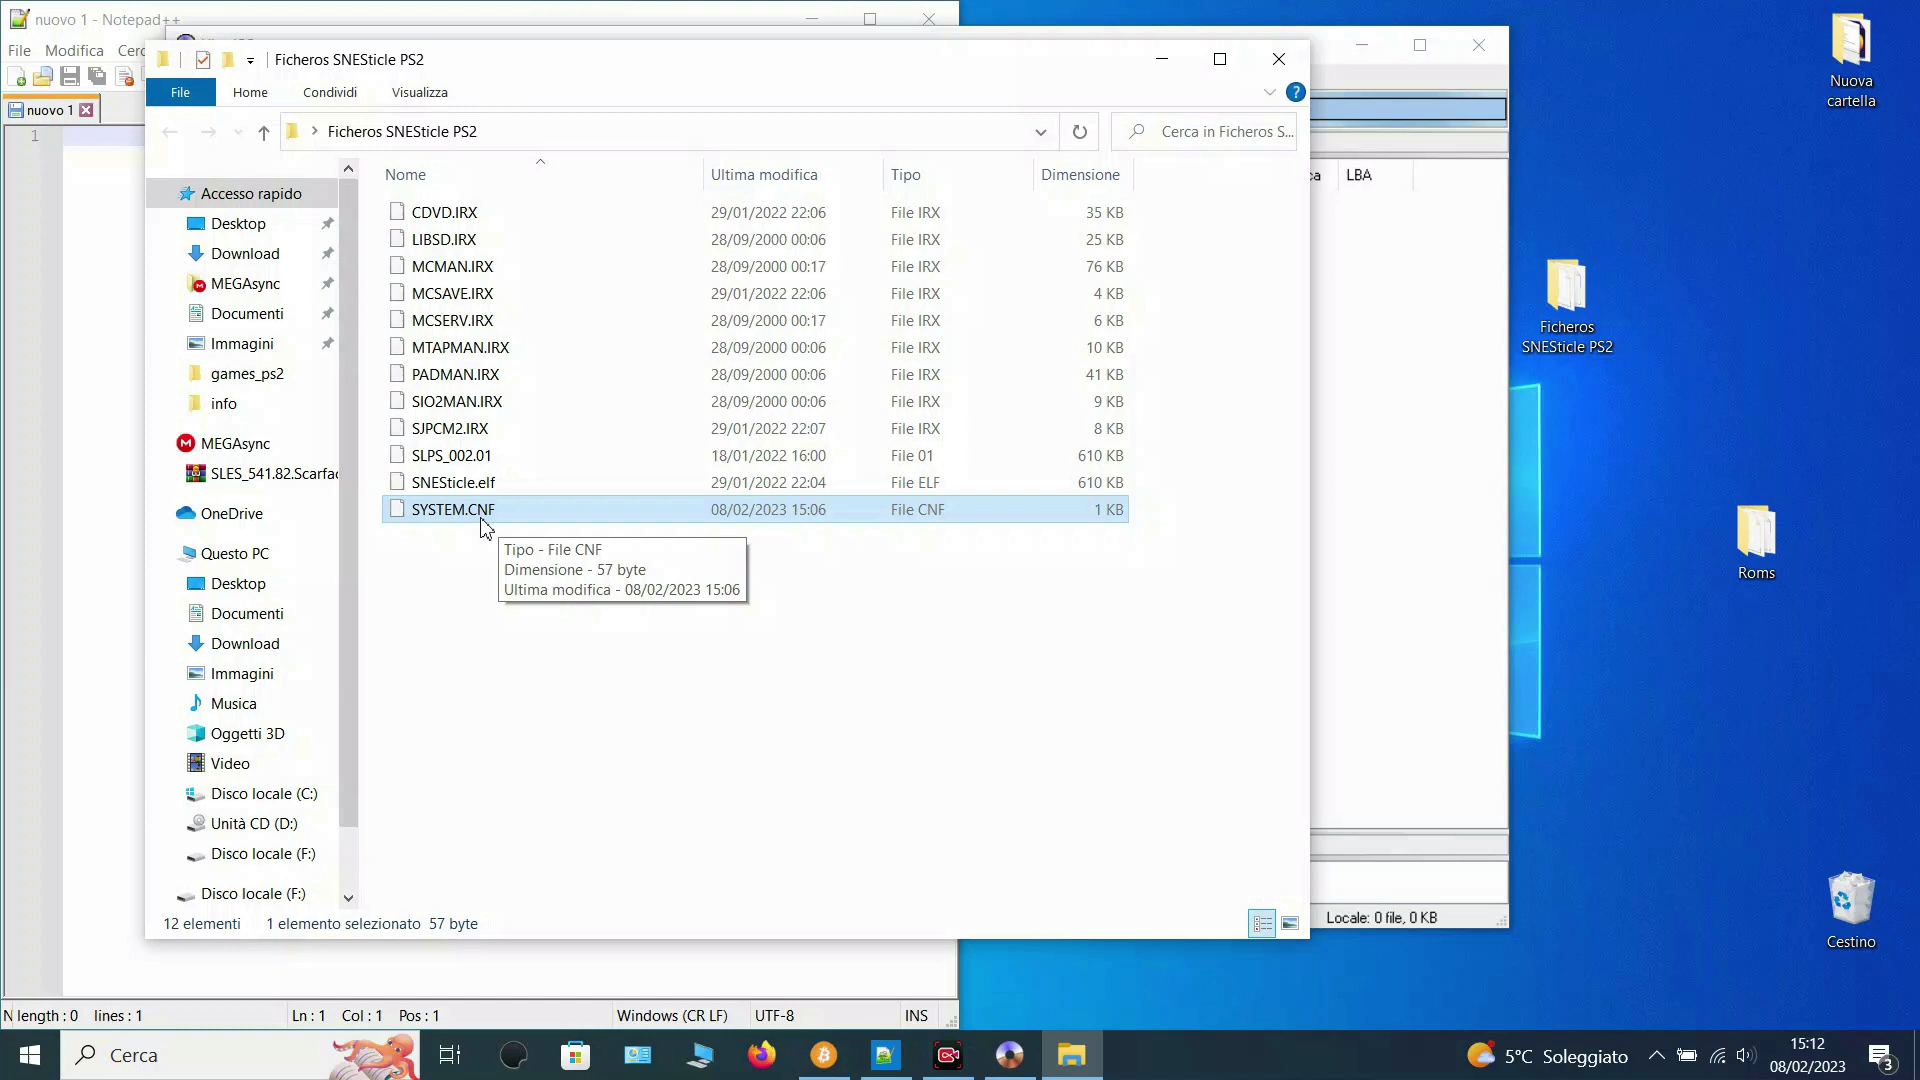 nuovo 1 - Notepad++
File Modifica Cerc
nuovo 1
1
Ficheros SNESticle PS2
File Home Condividi Visualizza
Ficheros SNESticle PS2
Cerca in Ficheros S...
Nome Ultima modifica Tipo Dimensione
CDVD.IRX 29/01/2022 22:06 File IRX 35 KB
LIBSD.IRX 28/09/2000 00:06 File IRX 25 KB
MCMAN.IRX 28/09/2000 00:17 File IRX 76 KB
MCSAVE.IRX 29/01/2022 22:06 File IRX 4 KB
MCSERV.IRX 28/09/2000 00:17 File IRX 6 KB
MTAPMAN.IRX 28/09/2000 00:06 File IRX 10 KB
PADMAN.IRX 28/09/2000 00:06 File IRX 41 KB
SIO2MAN.IRX 28/09/2000 00:06 File IRX 9 KB
SJPCM2.IRX 29/01/2022 22:07 File IRX 8 KB
SLPS_002.01 18/01/2022 16:00 File 01 610 KB
SNESticle.elf 29/01/2022 22:04 File ELF 610 KB
SYSTEM.CNF 08/02/2023 15:06 File CNF 1 KB
Tipo - File CNF
Dimensione - 57 byte
Ultima modifica - 08/02/2023 15:06
Accesso rapido
Desktop
Download
MEGAsync
Documenti
Immagini
games_ps2
info
MEGAsync
SLES_541.82.Scarfac
OneDrive
Questo PC
Desktop
Documenti
Download
Immagini
Musica
Oggetti 3D
Video
Disco locale (C:)
Unità CD (D:)
Disco locale (F:)
Disco locale (F:)
12 elementi 1 elemento selezionato 57 byte
ca LBA
Locale: 0 file, 0 KB
Nuova
cartella
Ficheros
SNESticle PS2
Roms
Cestino
N length : 0 lines : 1 Ln : 1 Col : 1 Pos : 1 Windows (CR LF) UTF-8 INS
Cerca
5°C Soleggiato
15:12
08/02/2023
3